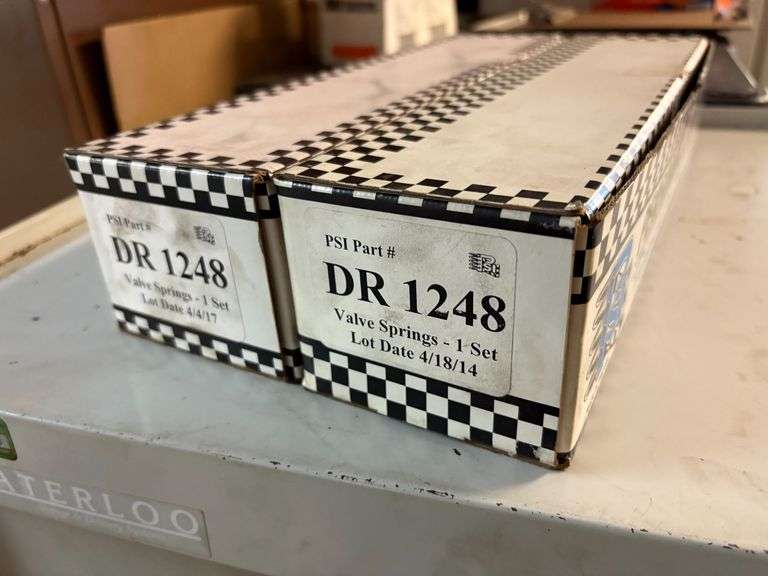 PSI Part #
DR 1248
Valve Springs - 1 Set
Lot Date 4/4/17
PSI Part #
PSI
DR 1248
Valve Springs - 1 Set
Lot Date 4/18/14
ATERLOO